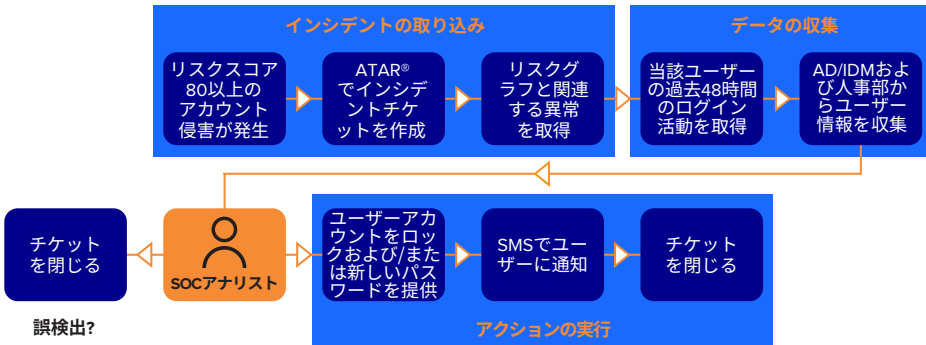 インシデントの取り込み
リスクスコア
80以上の
アカウント
侵害が発生
ATAR®
でインシデ
ントチケ
ットを作成
リスクグ
ラフと関連
する異常
を取得
データの収集
当該ユーザー
の過去48時間
のログイン
活動を取得
AD/IDMおよ
び人事部か
らユーザー
情報を収集
チケット
を閉じる
誤検出?
SOCアナリスト
ユーザーアカ
ウントをロッ
クおよび/また
は新しいパス
ワードを提供
SMSでユー
ザーに通知
チケット
を閉じる
アクションの実行